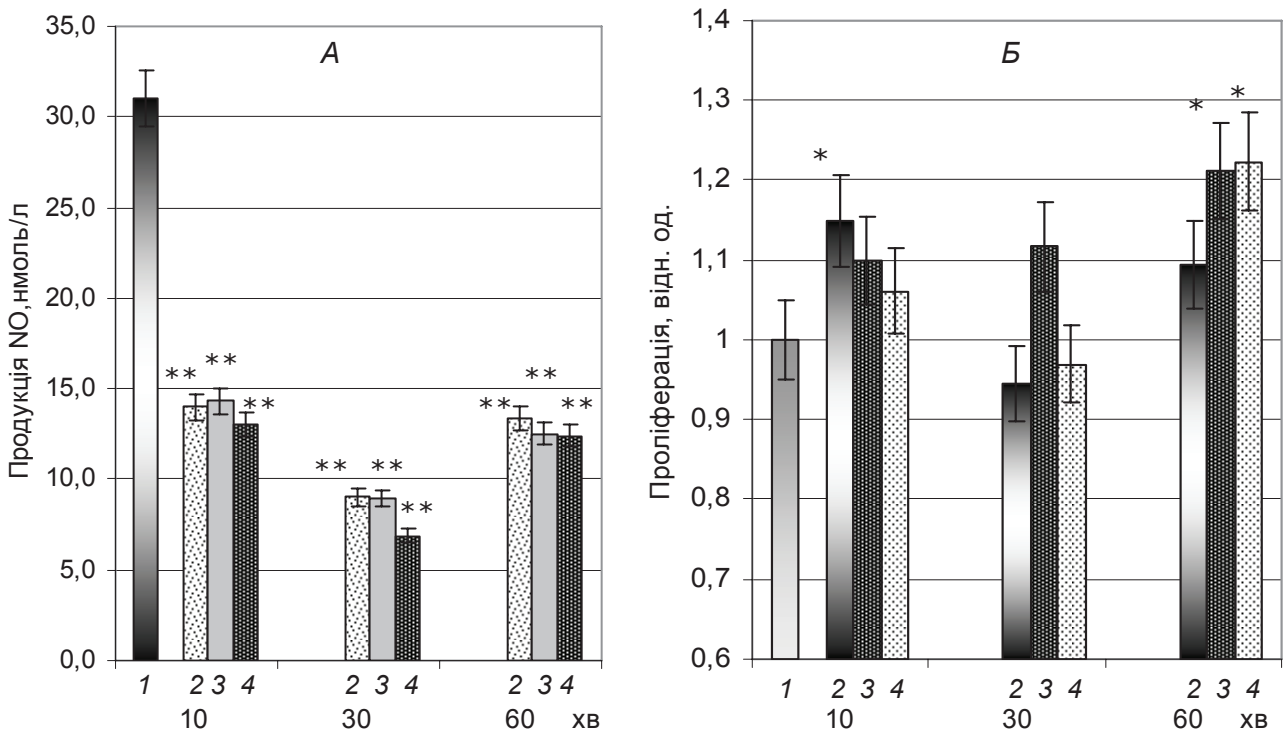 А
Продукція NO,нмоль/л
35,0
30,0
25,0
20,0
15,0
10,0
5,0
0,0
** ** **
** ** **
** ** **
1 2 3 4 2 3 4 2 3 4
10 30 60 хв
Б
Проліферація, відн. од.
1,4
1,3
1,2
1,1
1
0,9
0,8
0,7
0,6
*
* *
1 2 3 4 2 3 4 2 3 4
10 30 60 хв